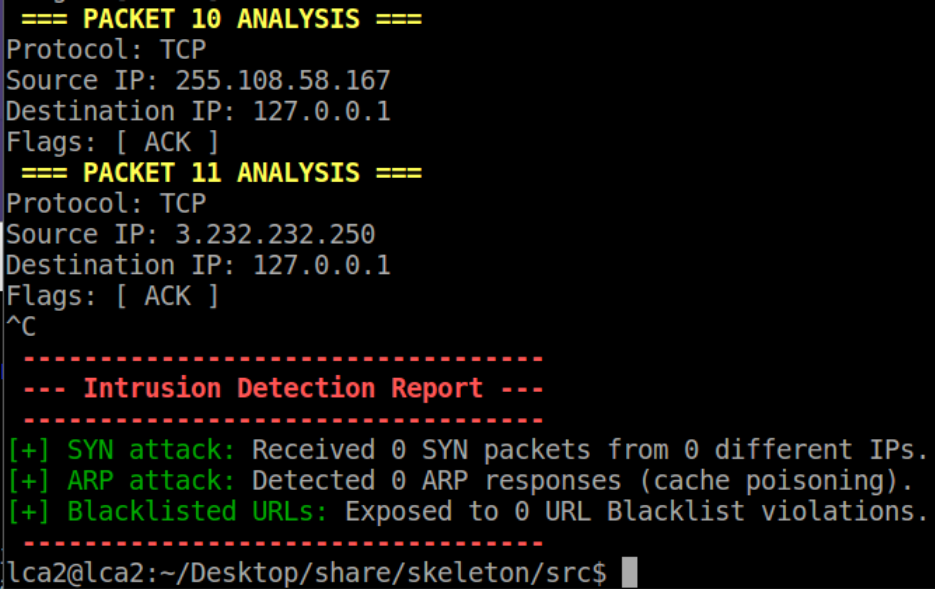 === PACKET 10 ANALYSIS ===
Protocol: TCP
Source IP: 255.108.58.167
Destination IP: 127.0.0.1
Flags: [ ACK ]
=== PACKET 11 ANALYSIS ===
Protocol: TCP
Source IP: 3.232.232.250
Destination IP: 127.0.0.1
Flags: [ ACK ]
^C
----------------------------------
--- Intrusion Detection Report ---
----------------------------------
[+] SYN attack: Received 0 SYN packets from 0 different IPs.
[+] ARP attack: Detected 0 ARP responses (cache poisoning).
[+] Blacklisted URLs: Exposed to 0 URL Blacklist violations.
----------------------------------
lca2@lca2:~/Desktop/share/skeleton/src$